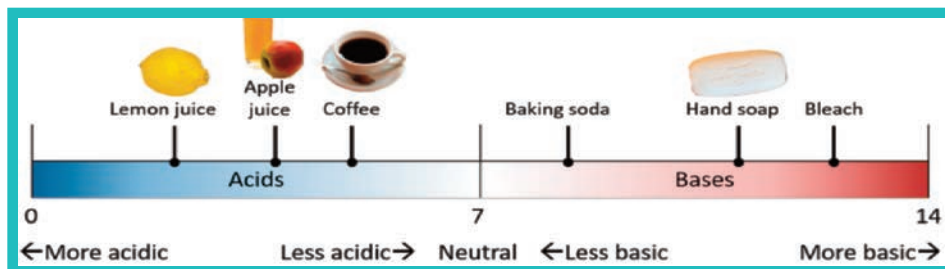 Apple
Lemon juice juice Coffee Baking soda Hand soap Bleach
Acids Bases
0 7 14
←More acidic Less acidic→ Neutral ←Less basic More basic→